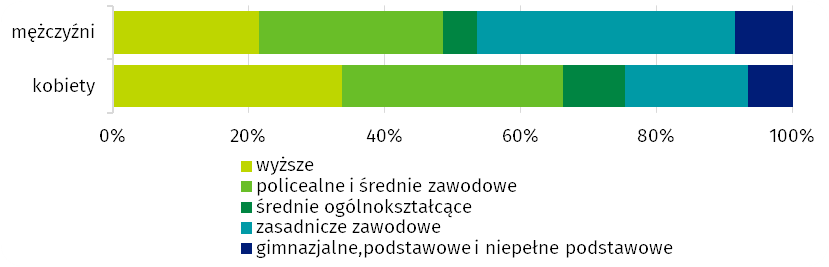 mężczyźni
kobiety
0% 20% 40% 60% 80% 100%
wyższe
policealne i średnie zawodowe
średnie ogólnokształcące
zasadnicze zawodowe
gimnazjalne,podstawowe i niepełne podstawowe